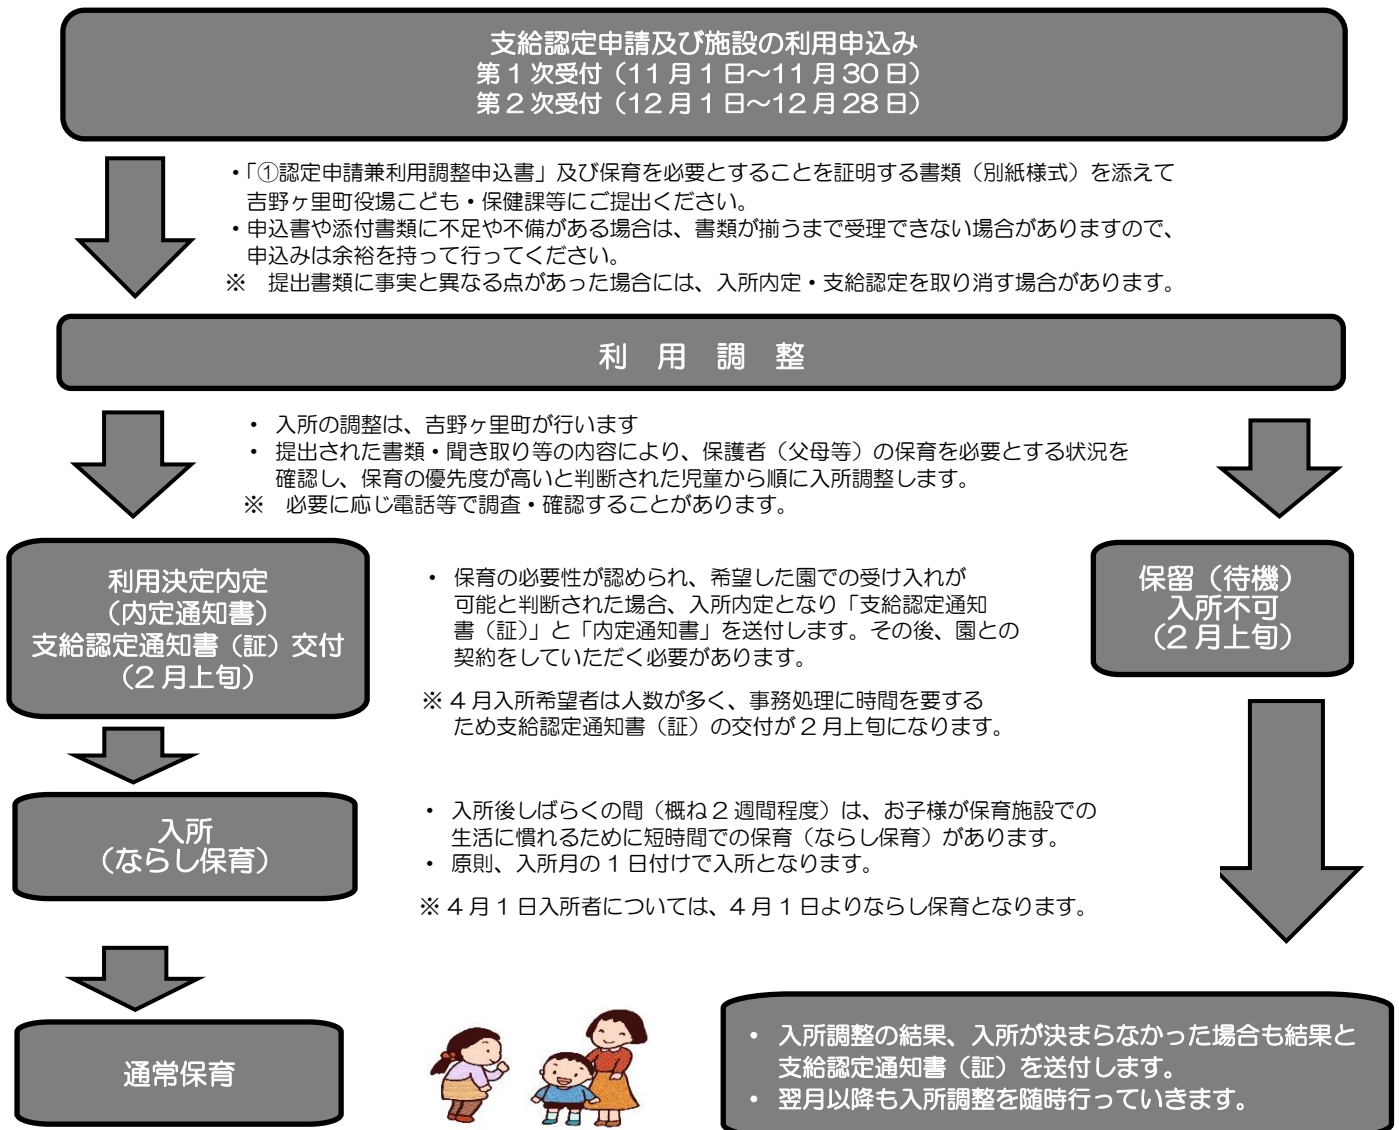 支給認定申請及び施設の利用申込み
第1次受付（11月1日～11月30日）
第2次受付（12月1日～12月28日）
・「①認定申請兼利用調整申込書」及び保育を必要とすることを証明する書類（別紙様式）を添えて
吉野ヶ里町役場こども・保健課等にご提出ください。
・申込書や添付書類に不足や不備がある場合は、書類が揃うまで受理できない場合がありますので、
申込みは余裕を持って行ってください。
※　提出書類に事実と異なる点があった場合には、入所内定・支給認定を取り消す場合があります。
利　用　調　整
・ 入所の調整は、吉野ヶ里町が行います
・ 提出された書類・聞き取り等の内容により、保護者（父母等）の保育を必要とする状況を
確認し、保育の優先度が高いと判断された児童から順に入所調整します。
※　必要に応じ電話等で調査・確認することがあります。
利用決定内定
（内定通知書）
支給認定通知書（証）交付
（2月上旬）
・ 保育の必要性が認められ、希望した園での受け入れが
可能と判断された場合、入所内定となり「支給認定通知
書（証）」と「内定通知書」を送付します。その後、園との
契約をしていただく必要があります。
※4月入所希望者は人数が多く、事務処理に時間を要する
ため支給認定通知書（証）の交付が2月上旬になります。
保留（待機）
入所不可
（2月上旬）
入所
（ならし保育）
・ 入所後しばらくの間（概ね2週間程度）は、お子様が保育施設での
生活に慣れるために短時間での保育（ならし保育）があります。
・ 原則、入所月の1日付けで入所となります。
※4月1日入所者については、4月1日よりならし保育となります。
通常保育
・ 入所調整の結果、入所が決まらなかった場合も結果と
支給認定通知書（証）を送付します。
・ 翌月以降も入所調整を随時行っていきます。